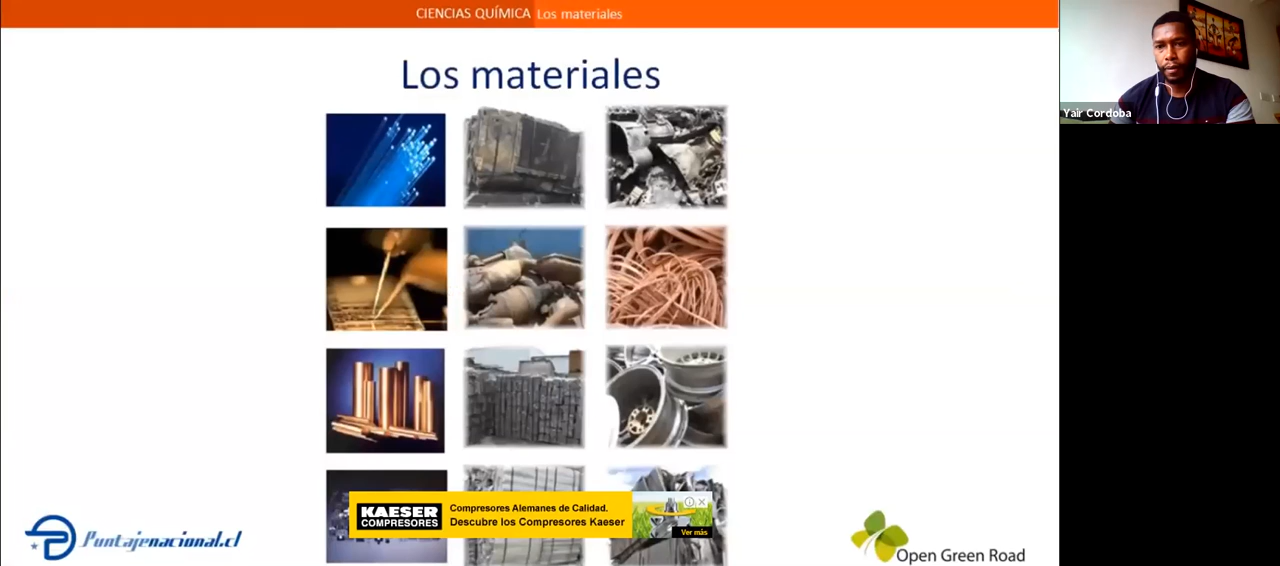 CIENCIAS QUÍMICA Los materiales
Los materiales
Yair Cordoba
KAESER
COMPRESORES
Compresores Alemanes de Calidad.
Descubre los Compresores Kaeser
Ver más
Puntajenacional.cl
Open Green Road